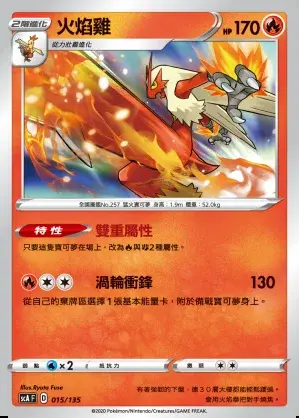 2階進化
火焰雞
從力壯雞進化
HP 170
全國圖鑑No.257 猛火寶可夢 身高：1.9m 體重：52.0kg
特性 雙重屬性
只要這隻寶可夢在場上，改為與2種屬性。
渦輪衝鋒 130
從自己的棄牌區選擇1張基本能量卡，附於備戰寶可夢身上。
弱點 ×2 抵抗力 撤退
Illus. Ryota Fuse
SCA F D 015/135
有著強韌的下盤，連３０層大樓都能輕鬆越過。
會用火焰拳把對手燒焦。
©2020 Pokémon/Nintendo/Creatures/GAME FREAK.